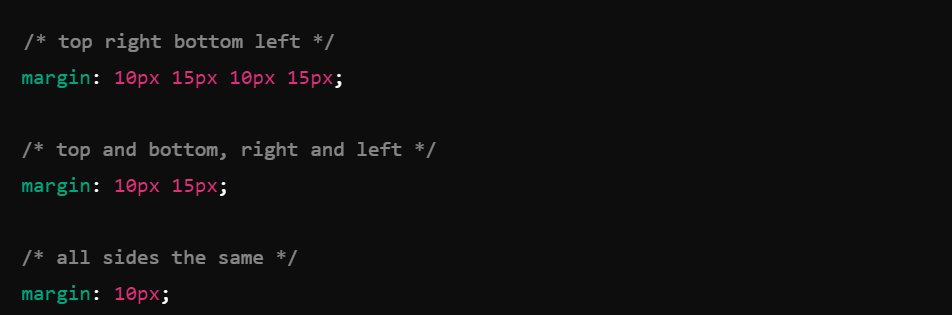 /* top right bottom left */
margin: 10px 15px 10px 15px;
/* top and bottom, right and left */
margin: 10px 15px;
/* all sides the same */
margin: 10px;